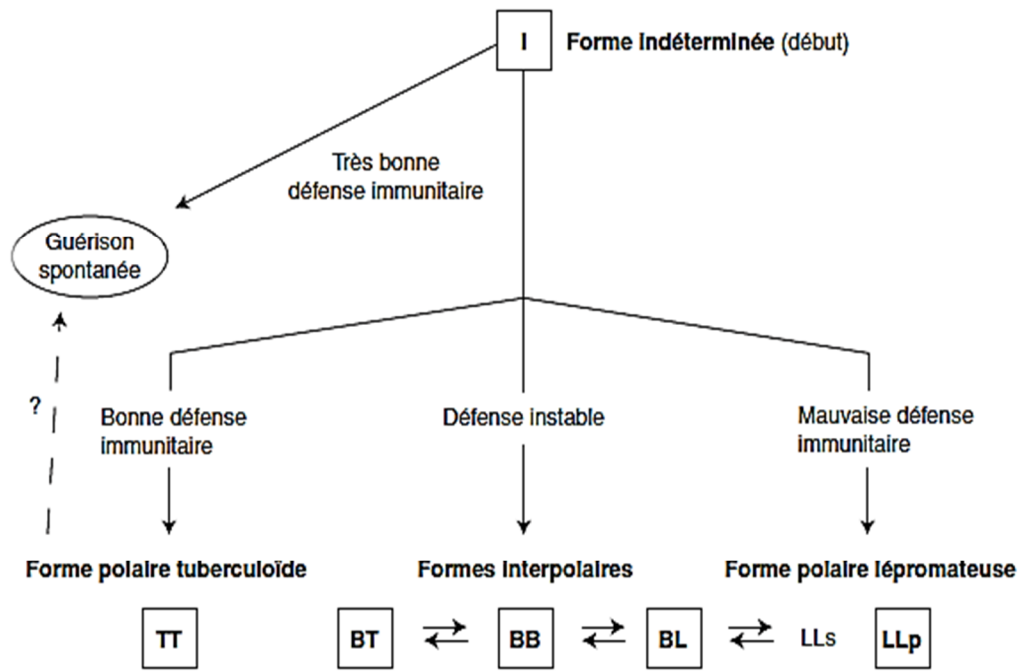 I Forme indéterminée (début)
Très bonne
défense immunitaire
Guérison
spontanée
?
Bonne défense
immunitaire
Défense instable
Mauvaise défense
immunitaire
Forme polaire tuberculoïde
Formes interpolaires
Forme polaire lépromateuse
TT BT BB BL LLs LLp